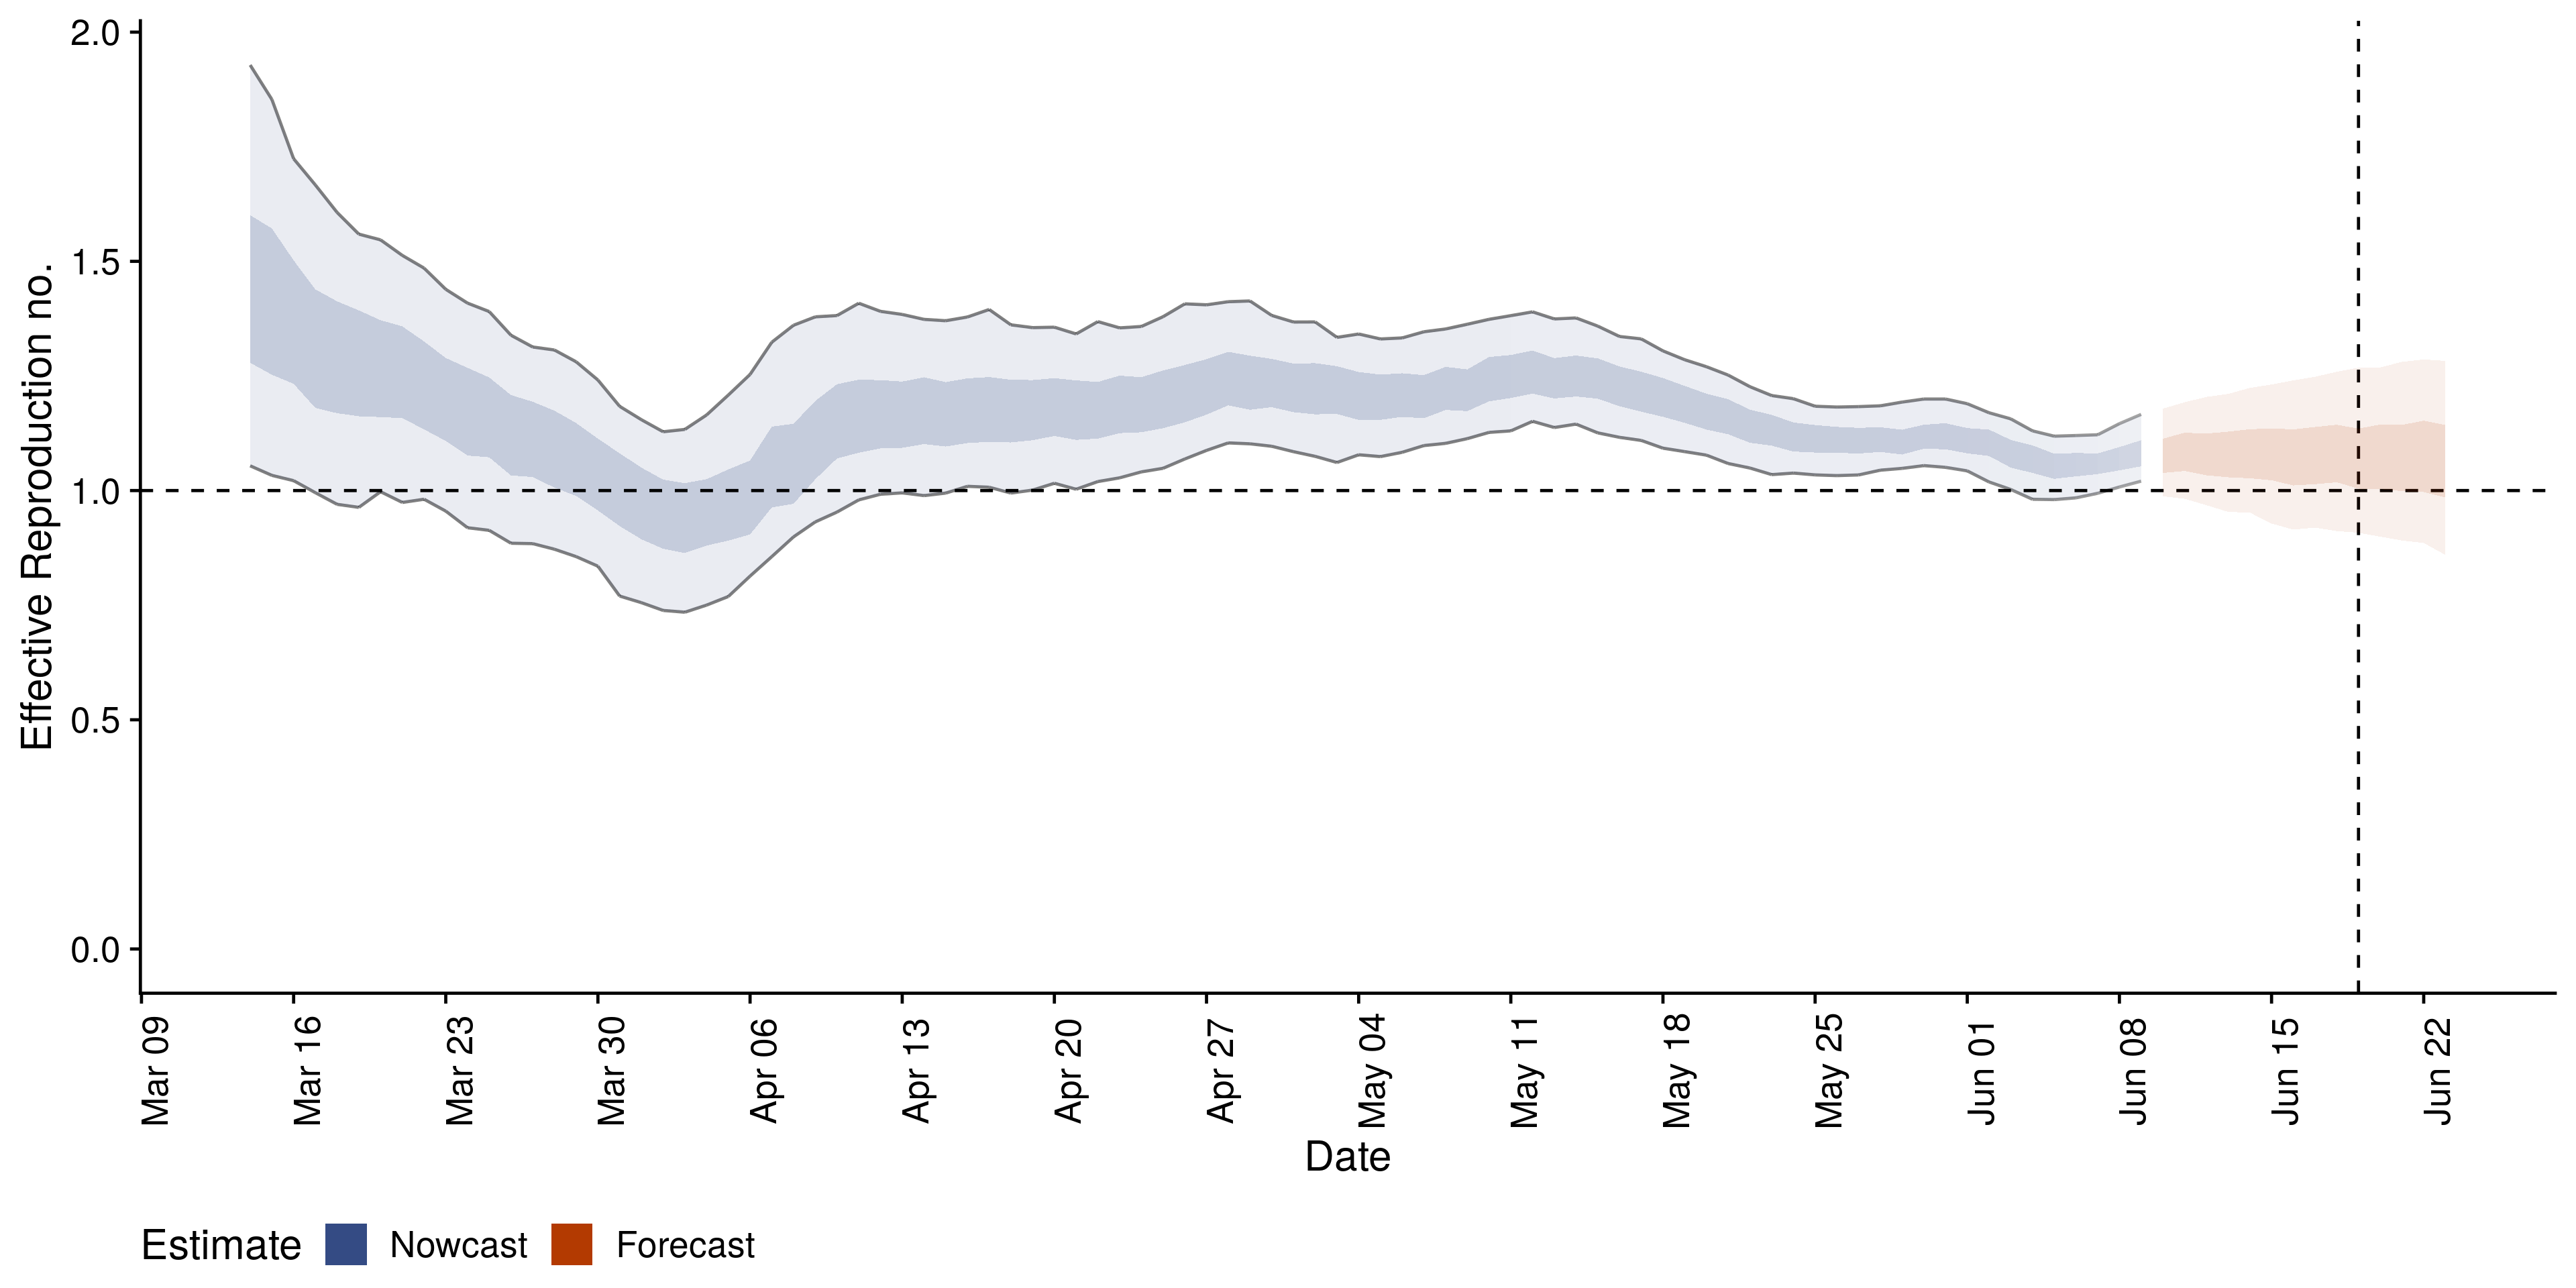 Effective Reproduction no.
2.0
1.5
1.0
0.5
0.0
Mar 09
Mar 16
Mar 23
Mar 30
Apr 06
Apr 13
Apr 20
Apr 27
May 04
May 11
May 18
May 25
Jun 01
Jun 08
Jun 15
Jun 22
Date
Estimate Nowcast Forecast